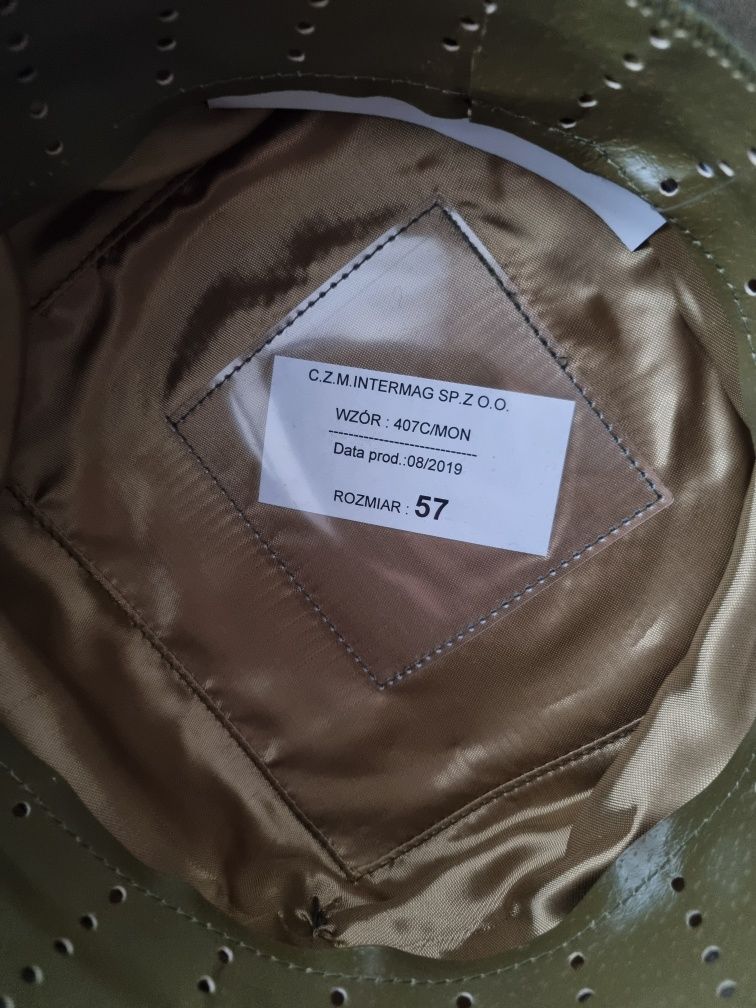 C.Z.M.INTERMAG SP.Z O.O.
WZÓR : 407C/MON
------------------------------
Data prod.:08/2019
ROZMIAR : 57